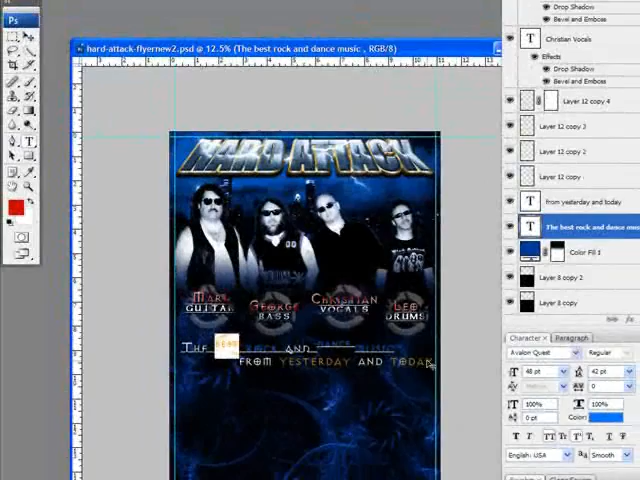 Ps
hard-attack-flyernew2.psd @ 12.5% (The best rock and dance music , RGB/8)
Drop Shadow
Bevel and Emboss
T Christian Vocals
Effects
Drop Shadow
Bevel and Emboss
Layer 12 copy 4
Layer 12 copy 3
Layer 12 copy 2
Layer 12 copy
T from yesterday and today
T The best rock and dance mus
Color Fill 1
Layer 8 copy 2
Layer 8 copy
HARD ATTACK
MARK GUITAR
GEORGE BASS
CHRISTIAN VOCALS
LEO DRUMS
THE BEST ROCK AND DANCE MUSIC
FROM YESTERDAY AND TODAY
Character Paragraph
Avalon Quest Regular
48 pt 42 pt
0
100% 100%
0 pt Color:
English: USA Smooth